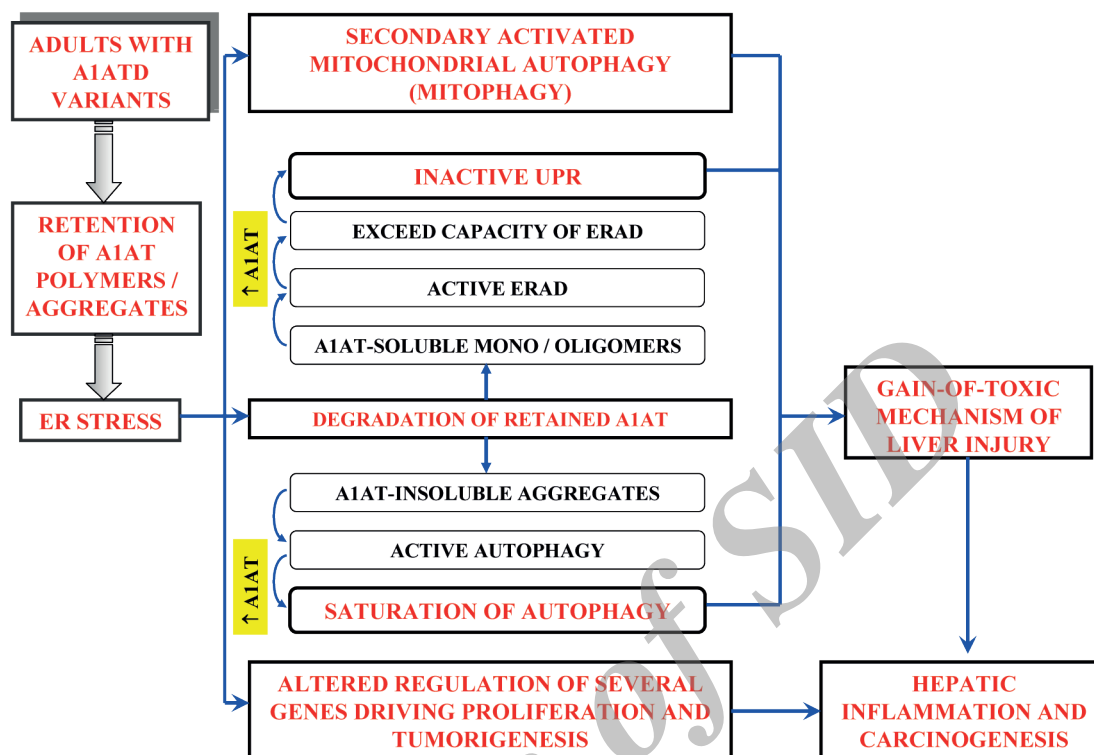 ADULTS WITH
A1ATD
VARIANTS
RETENTION
OF A1AT
POLYMERS /
AGGREGATES
ER STRESS
SECONDARY ACTIVATED
MITOCHONDRIAL AUTOPHAGY
(MITOPHAGY)
INACTIVE UPR
EXCEED CAPACITY OF ERAD
ACTIVE ERAD
A1AT-SOLUBLE MONO / OLIGOMERS
↑ A1AT
DEGRADATION OF RETAINED A1AT
A1AT-INSOLUBLE AGGREGATES
ACTIVE AUTOPHAGY
SATURATION OF AUTOPHAGY
↑ A1AT
ALTERED REGULATION OF SEVERAL
GENES DRIVING PROLIFERATION AND
TUMORIGENESIS
GAIN-OF-TOXIC
MECHANISM OF
LIVER INJURY
HEPATIC
INFLAMMATION AND
CARCINOGENESIS
of SID